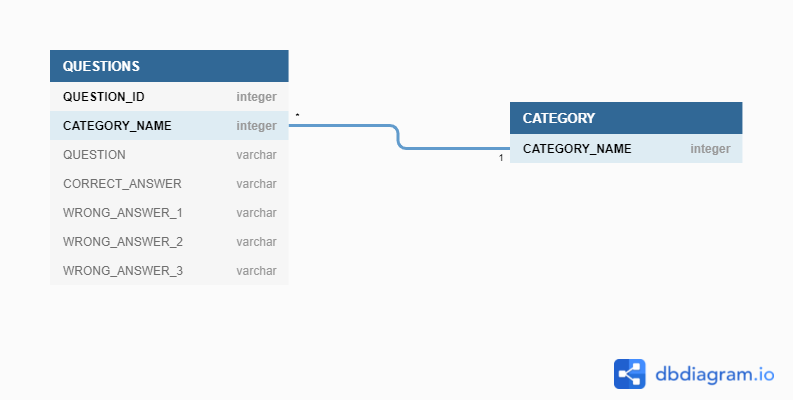 QUESTIONS
QUESTION_ID integer
CATEGORY_NAME integer
QUESTION varchar
CORRECT_ANSWER varchar
WRONG_ANSWER_1 varchar
WRONG_ANSWER_2 varchar
WRONG_ANSWER_3 varchar
*
1
CATEGORY
CATEGORY_NAME integer
dbdiagram.io